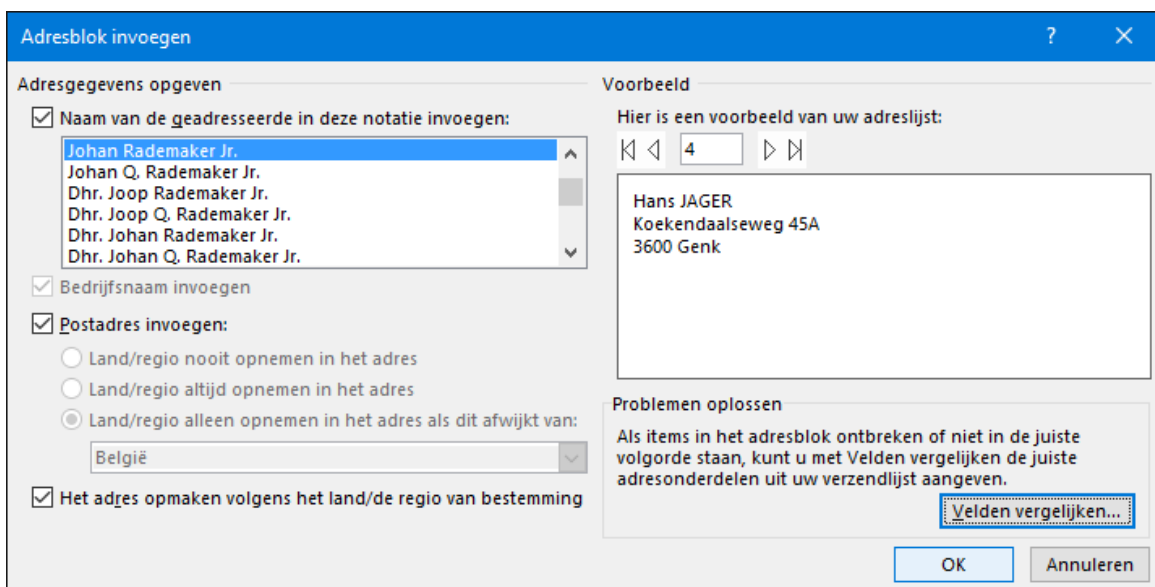 Adresblok invoegen
Adresgegevens opgeven
Naam van de geadresseerde in deze notatie invoegen:
Johan Rademaker Jr.
Johan Q. Rademaker Jr.
Dhr. Joop Rademaker Jr.
Dhr. Joop Q. Rademaker Jr.
Dhr. Johan Rademaker Jr.
Dhr. Johan Q. Rademaker Jr.
Bedrijfsnaam invoegen
Postadres invoegen:
Land/regio nooit opnemen in het adres
Land/regio altijd opnemen in het adres
Land/regio alleen opnemen in het adres als dit afwijkt van:
België
Het adres opmaken volgens het land/de regio van bestemming
Voorbeeld
Hier is een voorbeeld van uw adreslijst:
4
Hans JAGER
Koekendaalseweg 45A
3600 Genk
Problemen oplossen
Als items in het adresblok ontbreken of niet in de juiste
volgorde staan, kunt u met Velden vergelijken de juiste
adresonderdelen uit uw verzendlijst aangeven.
Velden vergelijken...
OK
Annuleren